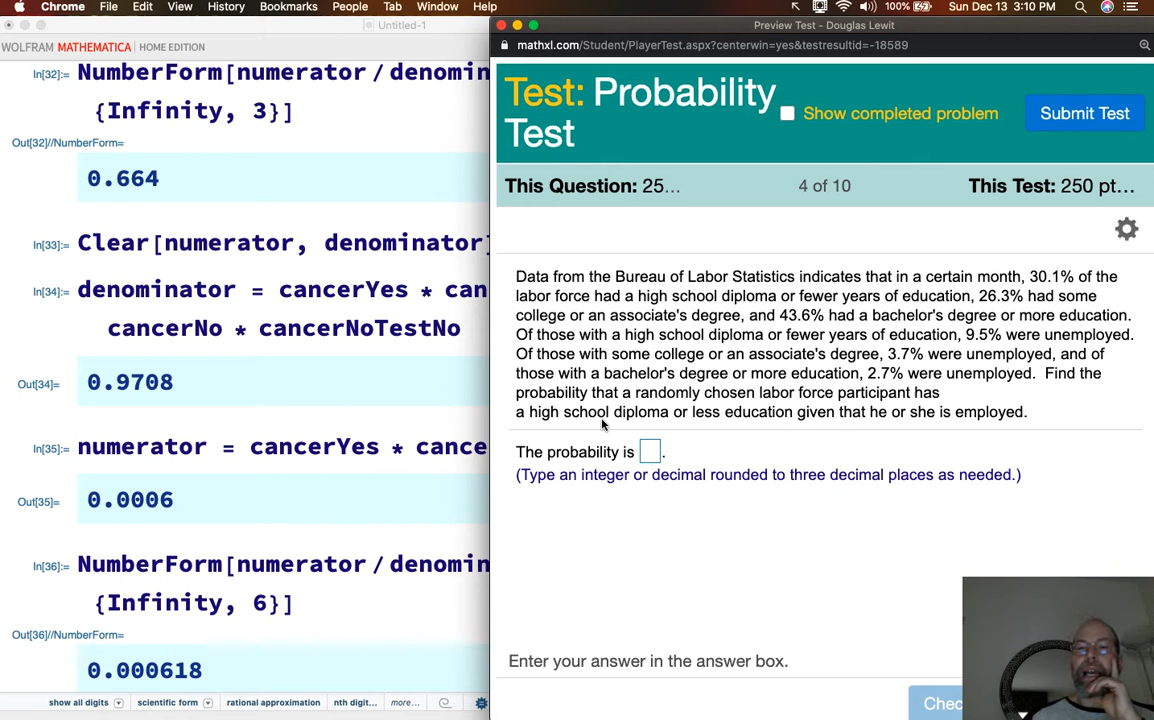 Chrome File Edit View History Bookmarks People Tab Window Help 100% Sun Dec 13 3:10 PM
Untitled-1
WOLFRAM MATHEMATICA HOME EDITION
In[32]:= NumberForm[numerator / denomin
{Infinity, 3}]
Out[32]//NumberForm=
0.664
In[33]:= Clear[numerator, denominator]
In[34]:= denominator = cancerYes * can
cancerNo * cancerNoTestNo
Out[34]= 0.9708
In[35]:= numerator = cancerYes * cance
Out[35]= 0.0006
In[36]:= NumberForm[numerator / denomin
{Infinity, 6}]
Out[36]//NumberForm=
0.000618
show all digits scientific form rational approximation nth digit... more...
Preview Test - Douglas Lewit
mathxl.com/Student/PlayerTest.aspx?centerwin=yes&testresultid=-18589
Test: Probability
Test
Show completed problem
Submit Test
This Question: 25... 4 of 10 This Test: 250 pt...
Data from the Bureau of Labor Statistics indicates that in a certain month, 30.1% of the
labor force had a high school diploma or fewer years of education, 26.3% had some
college or an associate's degree, and 43.6% had a bachelor's degree or more education.
Of those with a high school diploma or fewer years of education, 9.5% were unemployed.
Of those with some college or an associate's degree, 3.7% were unemployed, and of
those with a bachelor's degree or more education, 2.7% were unemployed. Find the
probability that a randomly chosen labor force participant has
a high school diploma or less education given that he or she is employed.
The probability is .
(Type an integer or decimal rounded to three decimal places as needed.)
Enter your answer in the answer box.
Chec